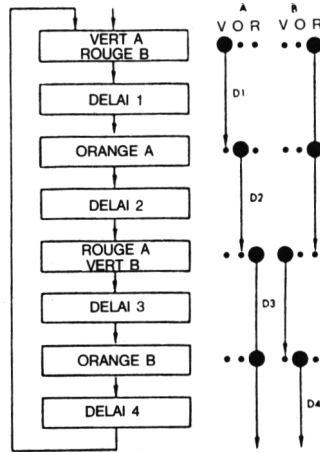 VERT A
ROUGE B
DELAI 1
ORANGE A
DELAI 2
ROUGE A
VERT B
DELAI 3
ORANGE B
DELAI 4
A B
V O R V O R
D1
D2
D3
D4